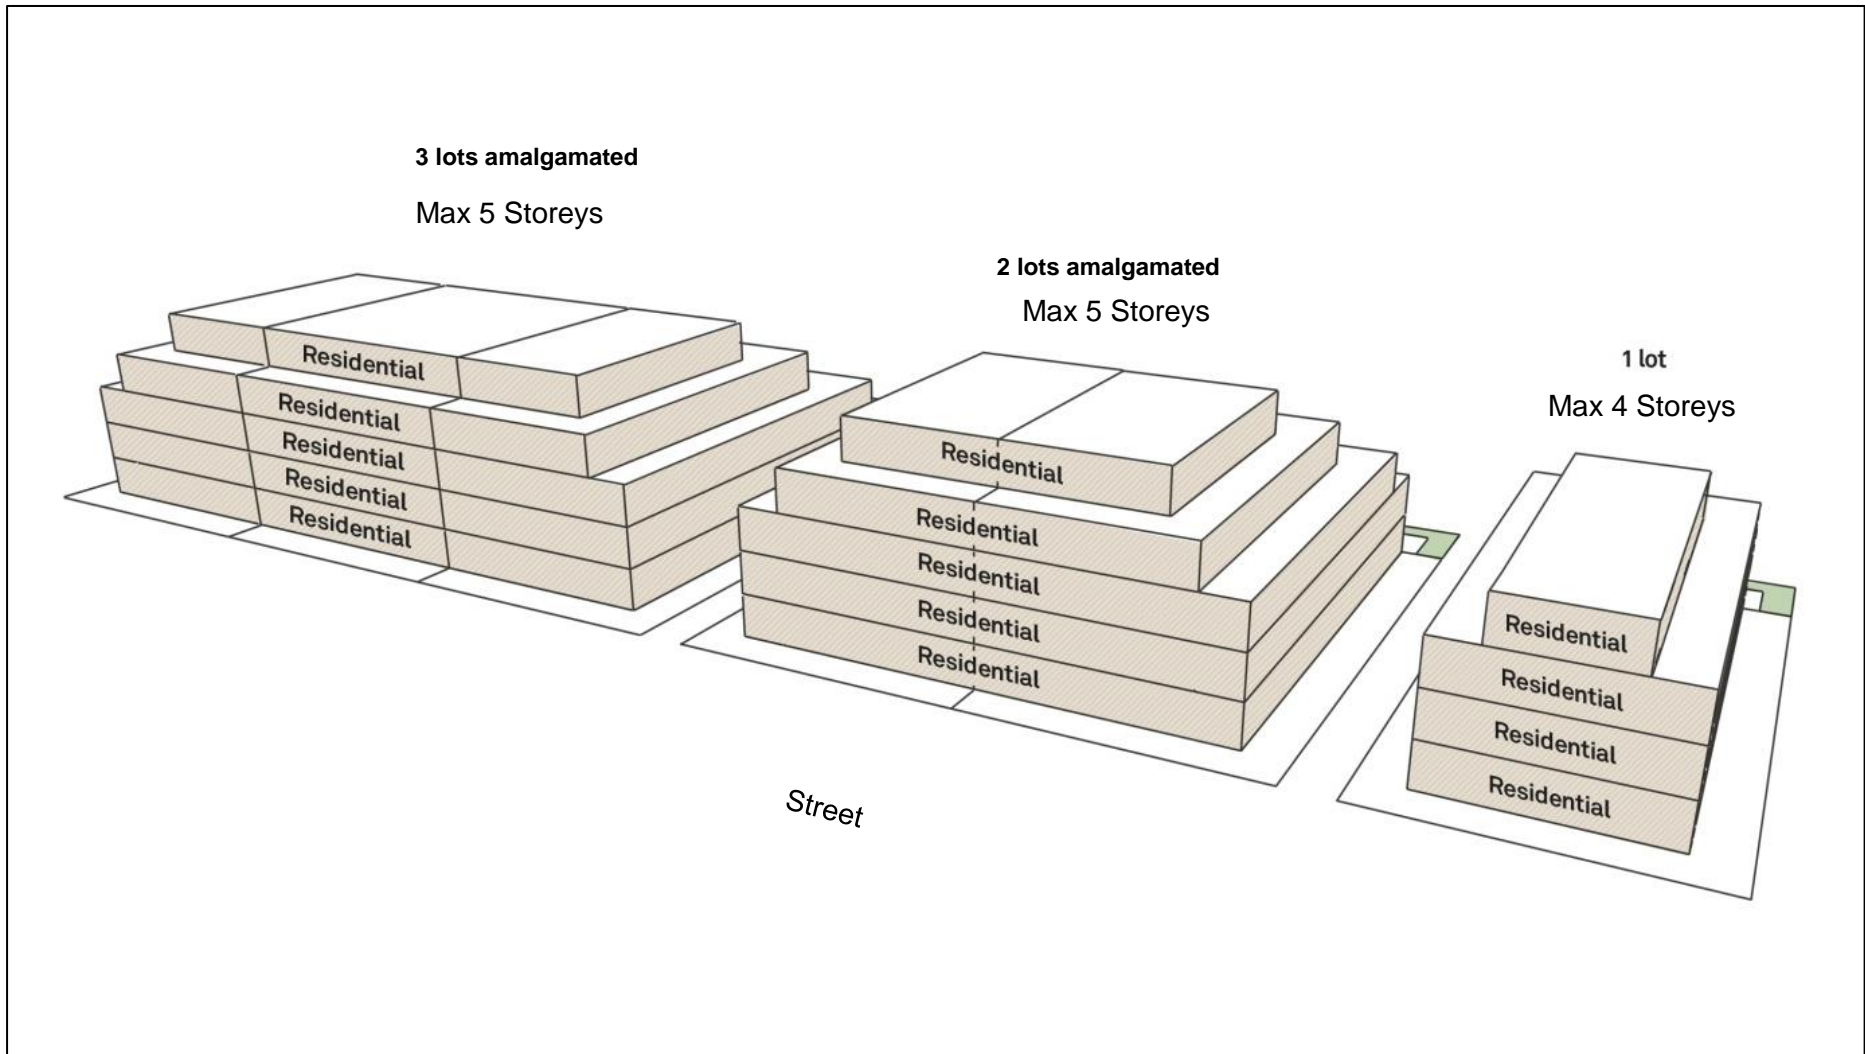 3 lots amalgamated
Max 5 Storeys
2 lots amalgamated
Max 5 Storeys
1 lot
Max 4 Storeys
Residential
Residential
Residential
Residential
Residential
Residential
Residential
Residential
Residential
Residential
Residential
Residential
Residential
Residential
Street